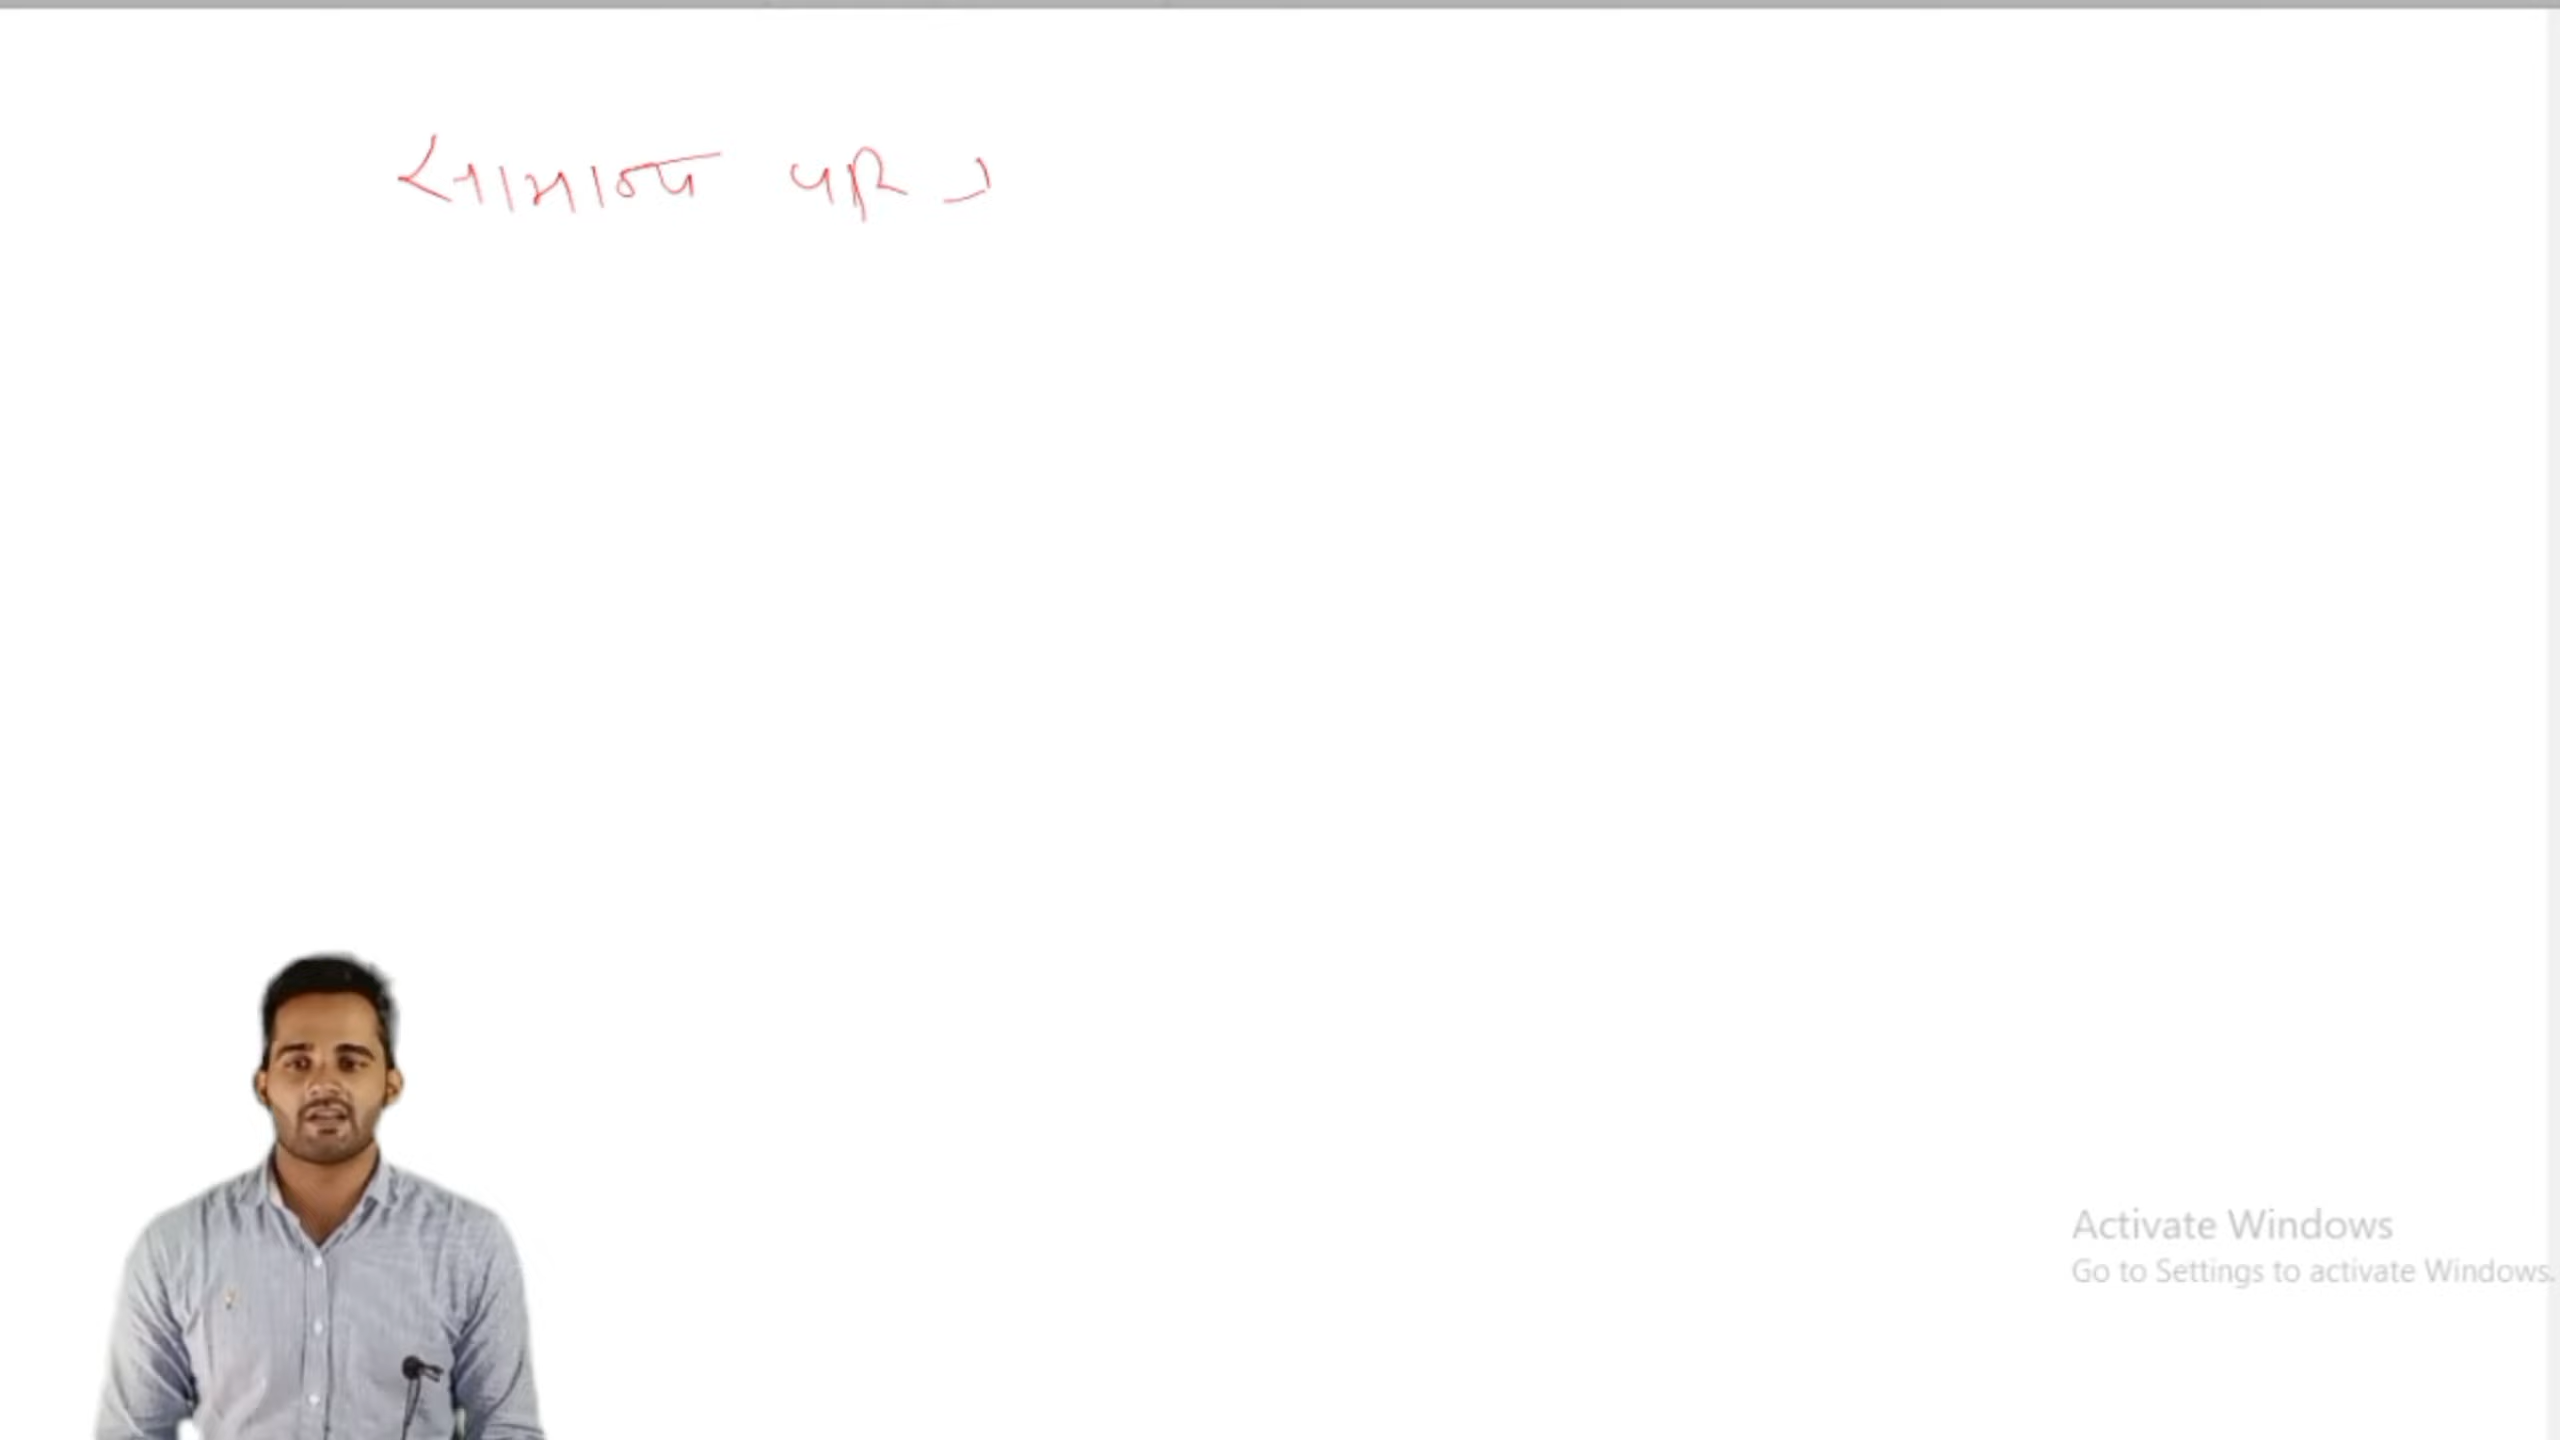 सामान्य परि
Activate Windows
Go to Settings to activate Windows.